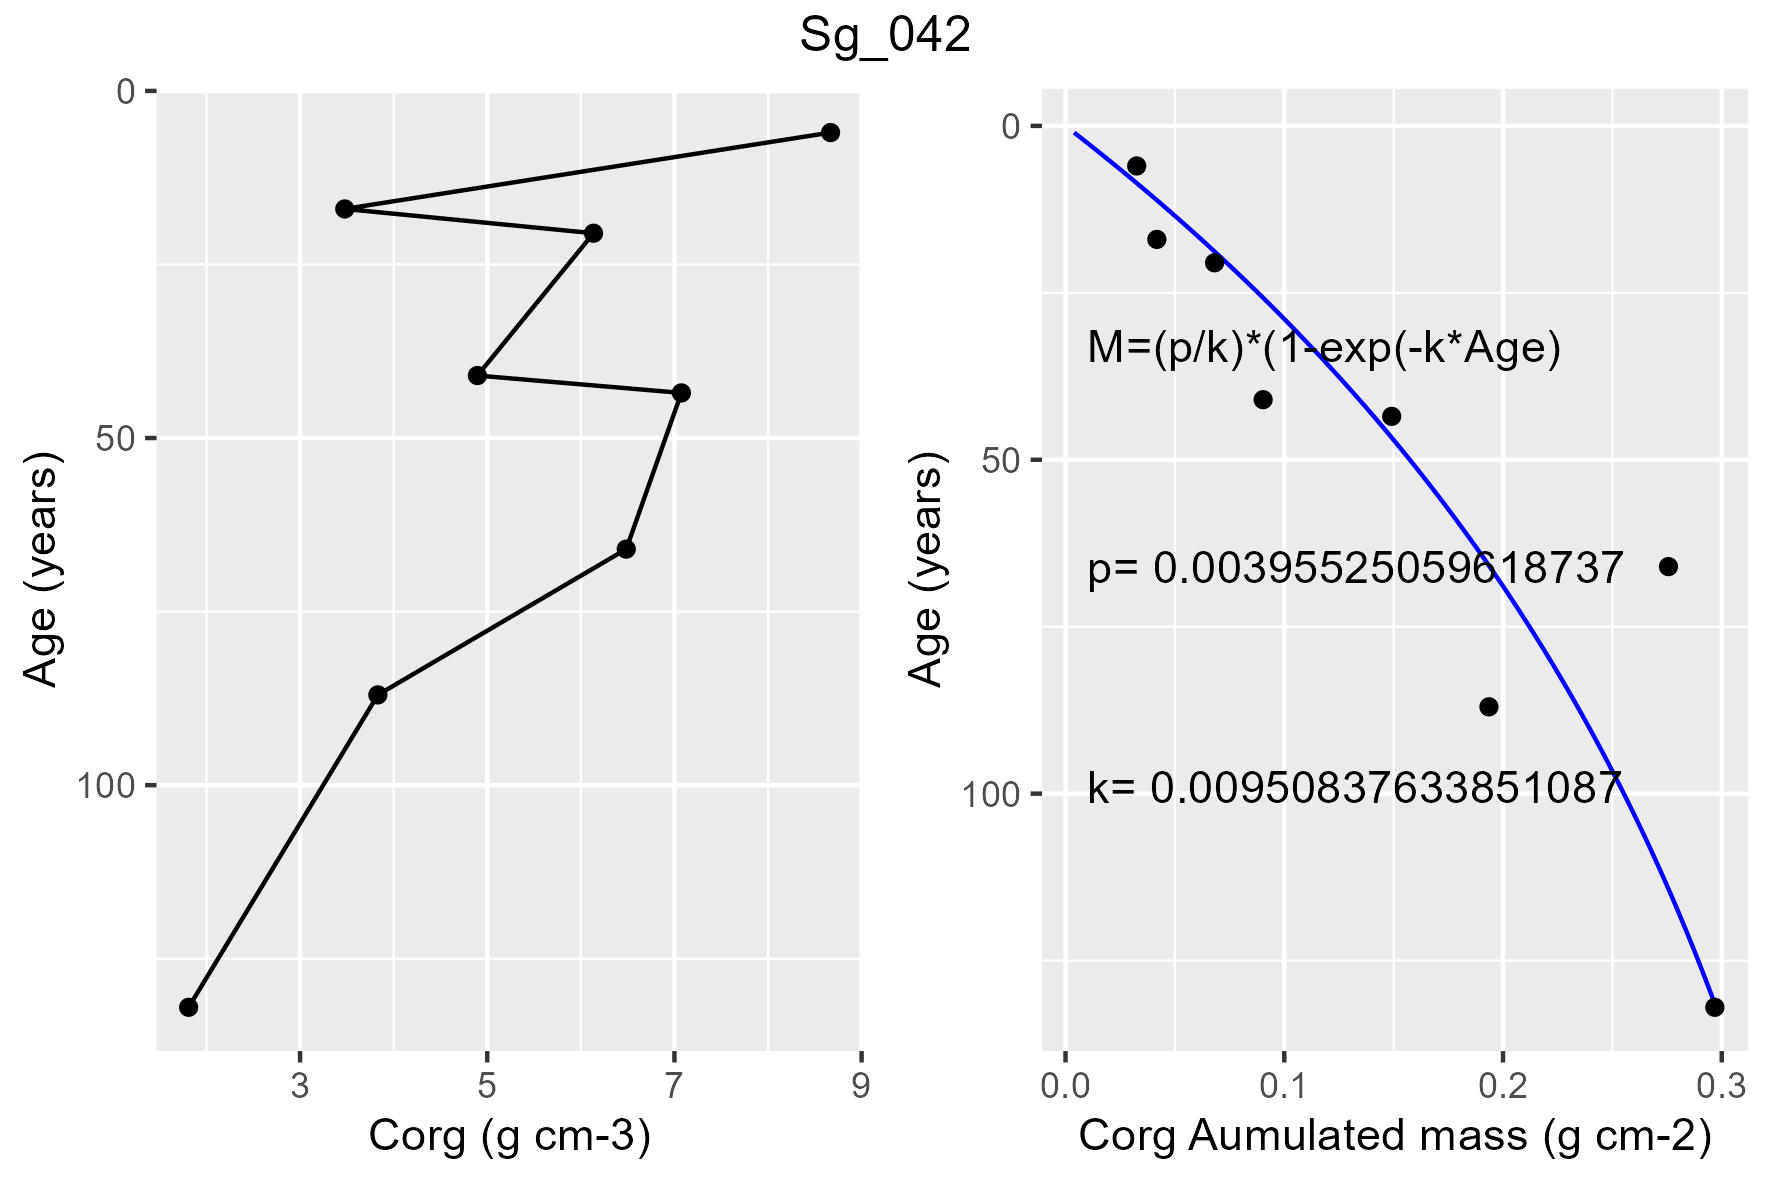 Sg_042
0
50
100
Age (years)
3 5 7 9
Corg (g cm-3)
0
50
100
Age (years)
M=(p/k)*(1-exp(-k*Age)
p= 0.00395525059618737
k= 0.00950837633851087
0.0 0.1 0.2 0.3
Corg Aumulated mass (g cm-2)